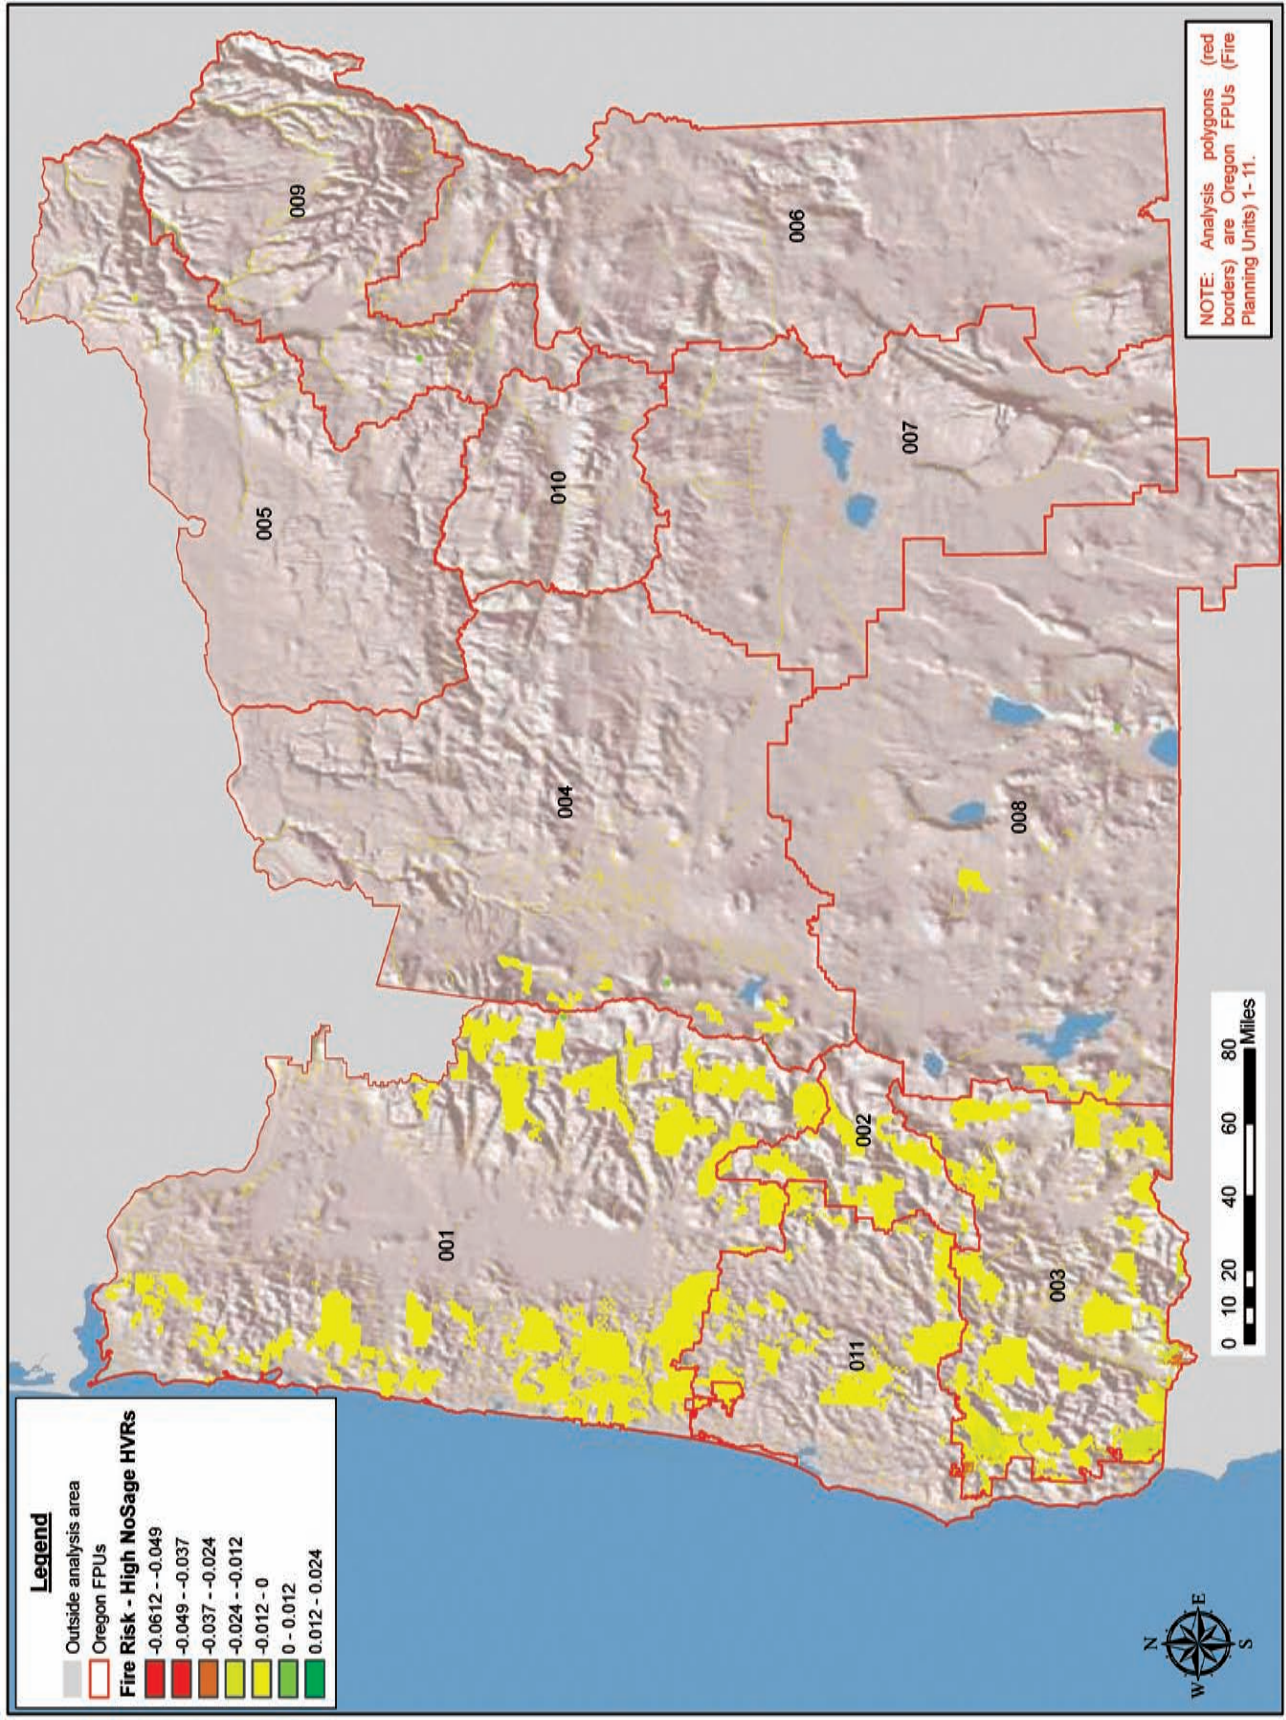 Legend
Outside analysis area
Oregon FPUs
Fire Risk - High NoSage HVRs
-0.0612 - -0.049
-0.049 - -0.037
-0.037 - -0.024
-0.024 - -0.012
-0.012 - 0
0 - 0.012
0.012 - 0.024
001
002
003
004
005
006
007
008
009
010
011
N
W
E
S
0 10 20 40 60 80
Miles
NOTE: Analysis polygons (red
borders) are Oregon FPUs (Fire
Planning Units) 1- 11.